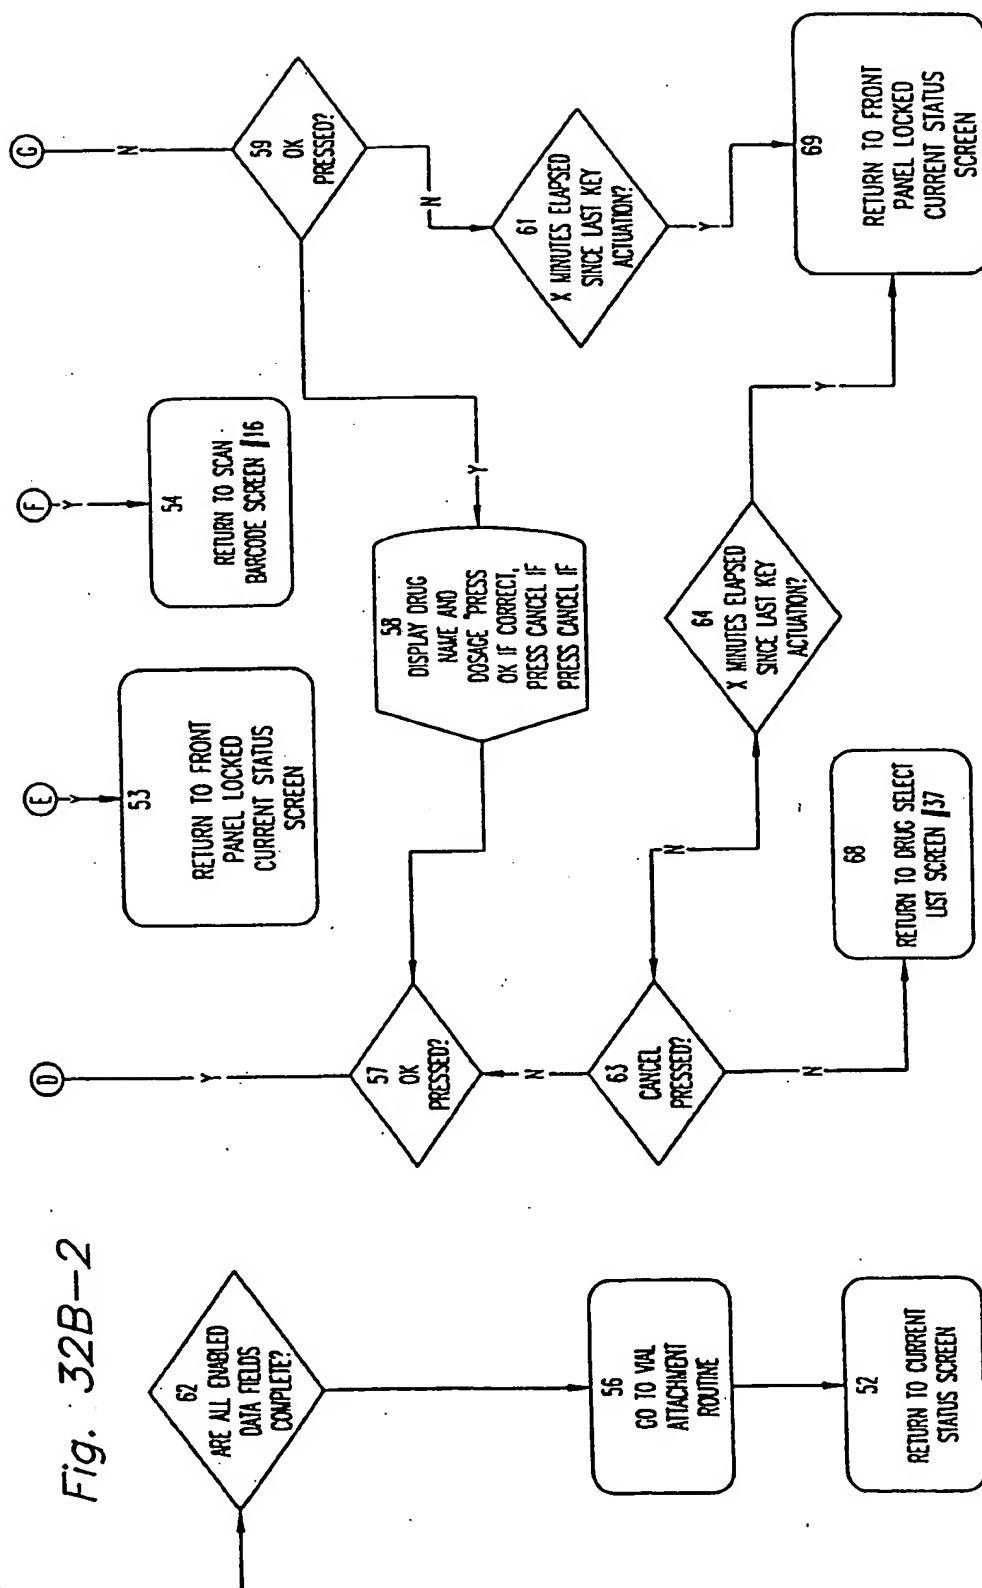 Fig. 32B-2
62
ARE ALL ENABLED
DATA FIELDS
COMPLETE?
56
GO TO VIAL
ATTACHMENT
ROUTINE
52
RETURN TO CURRENT
STATUS SCREEN
D
Y
57
OK
PRESSED?
N
63
CANCEL
PRESSED?
N
68
RETURN TO DRUG SELECT
LIST SCREEN /37
E
Y
53
RETURN TO FRONT
PANEL LOCKED
CURRENT STATUS
SCREEN
F
Y
54
RETURN TO SCAN
BARCODE SCREEN /16
58
DISPLAY DRUG
NAME AND
DOSAGE "PRESS
OK IF CORRECT,
PRESS CANCEL IF
PRESS CANCEL IF
Y
N
64
X MINUTES ELAPSED
SINCE LAST KEY
ACTUATION?
Y
G
N
59
OK
PRESSED?
N
61
X MINUTES ELAPSED
SINCE LAST KEY
ACTUATION?
Y
69
RETURN TO FRONT
PANEL LOCKED
CURRENT STATUS
SCREEN